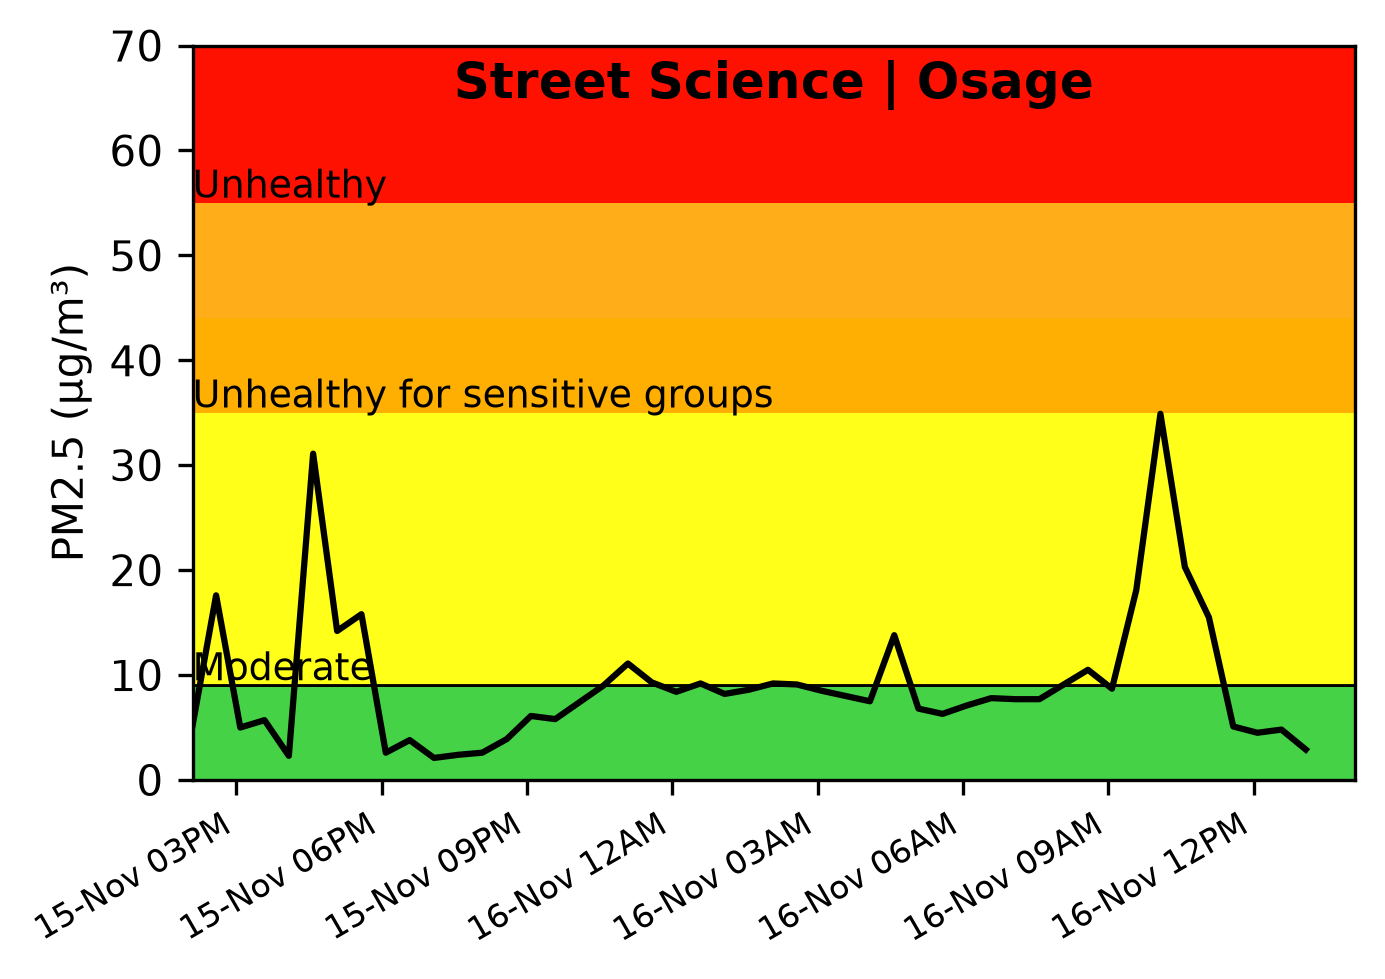 Street Science | Osage
PM2.5 (µg/m³)
70
60
50
40
30
20
10
0
Unhealthy
Unhealthy for sensitive groups
Moderate
15-Nov 03PM
15-Nov 06PM
15-Nov 09PM
16-Nov 12AM
16-Nov 03AM
16-Nov 06AM
16-Nov 09AM
16-Nov 12PM